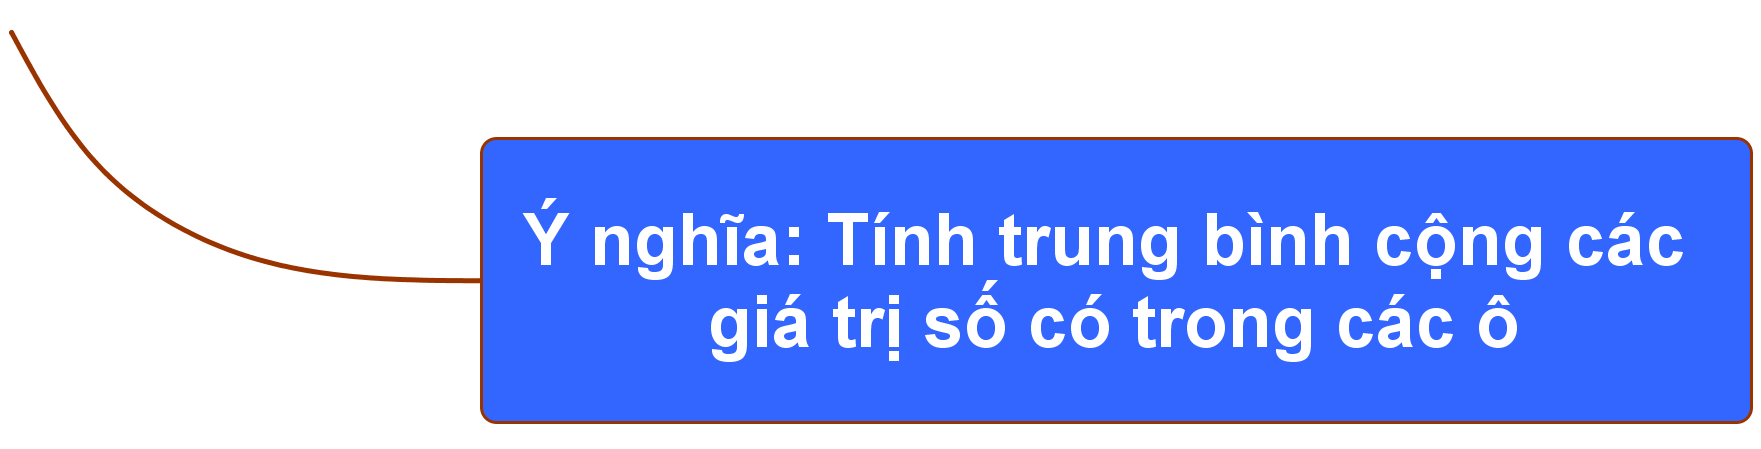 Ý nghĩa: Tính trung bình cộng các
giá trị số có trong các ô